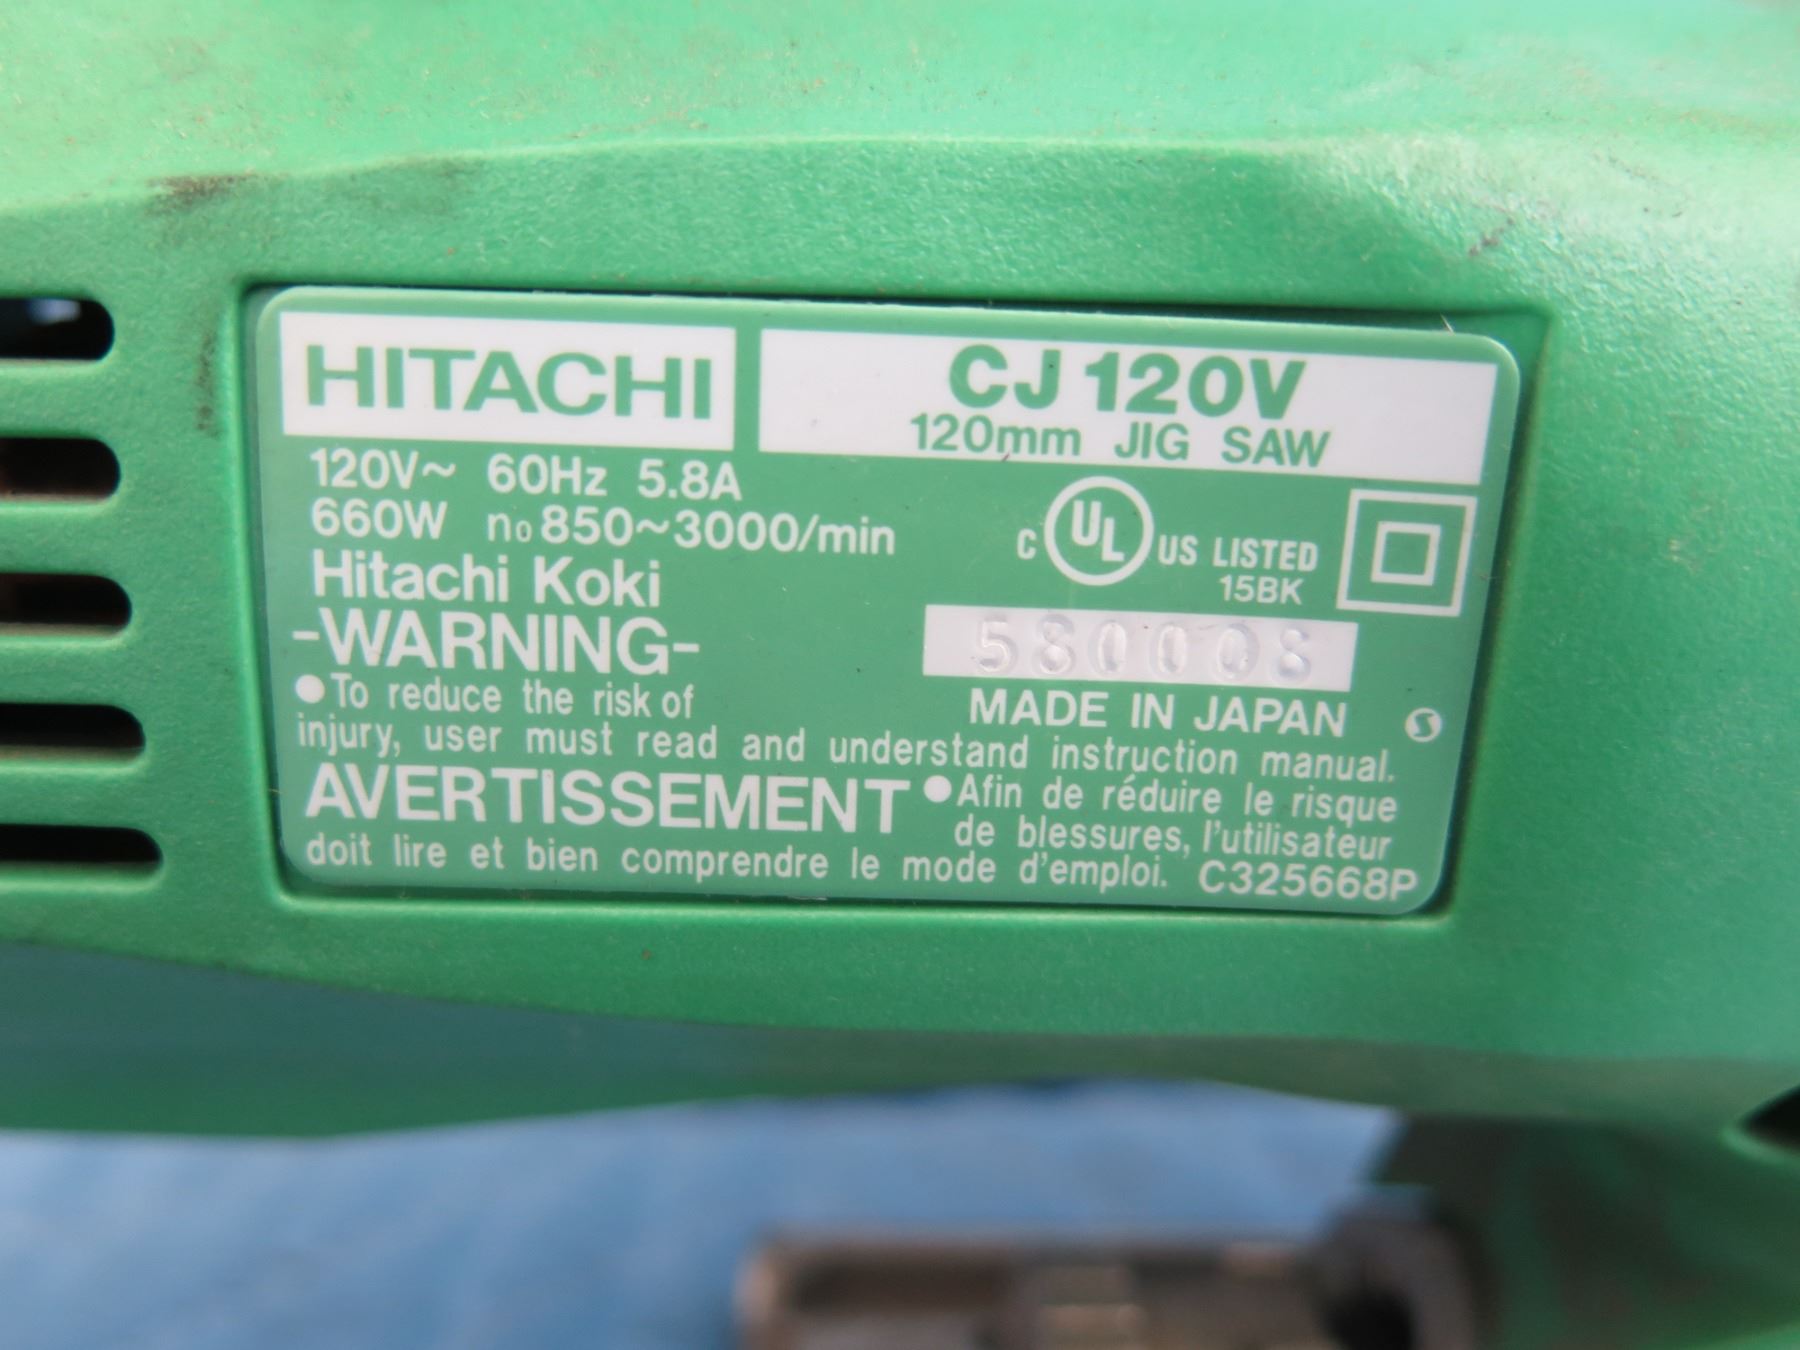 HITACHI
CJ 120V
120mm JIG SAW
120V~ 60Hz 5.8A
660W no 850~3000/min
C UL US LISTED
15BK
Hitachi Koki
580008
MADE IN JAPAN
-WARNING-
●To reduce the risk of
injury, user must read and understand instruction manual.
AVERTISSEMENT ●Afin de réduire le risque
de blessures, l'utilisateur
doit lire et bien comprendre le mode d'emploi. C325668P